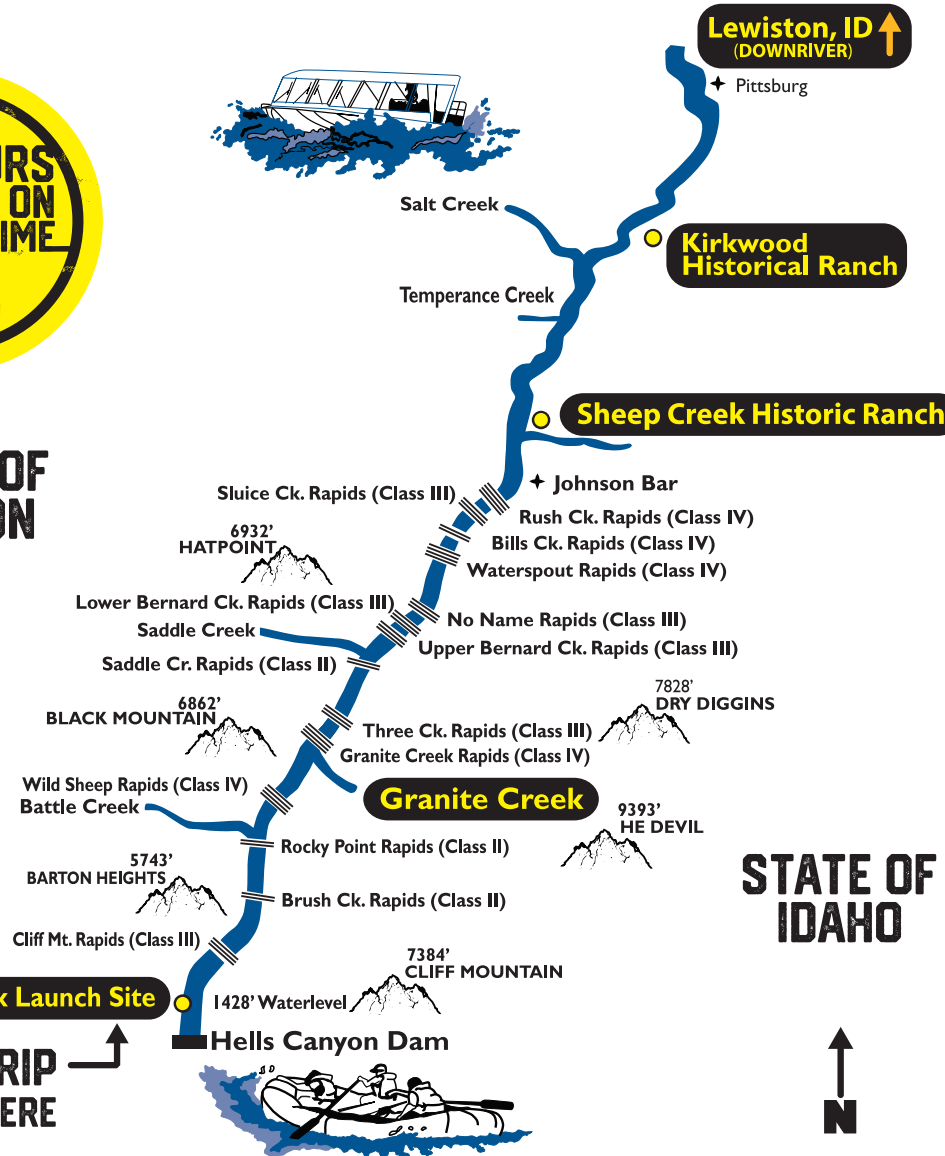 Lewiston, ID
(DOWNRIVER)
Pittsburg
ON
Salt Creek
Kirkwood
Historical Ranch
Temperance Creek
Sheep Creek Historic Ranch
OF
Johnson Bar
Sluice Ck. Rapids (Class III)
Rush Ck. Rapids (Class IV)
6932'
HATPOINT
Bills Ck. Rapids (Class IV)
Waterspout Rapids (Class IV)
Lower Bernard Ck. Rapids (Class III)
No Name Rapids (Class III)
Saddle Creek
Upper Bernard Ck. Rapids (Class III)
Saddle Cr. Rapids (Class II)
7828'
DRY DIGGINS
6862'
BLACK MOUNTAIN
Three Ck. Rapids (Class III)
Granite Creek Rapids (Class IV)
Wild Sheep Rapids (Class IV)
Granite Creek
Battle Creek
9393'
HE DEVIL
Rocky Point Rapids (Class II)
5743'
BARTON HEIGHTS
STATE OF
IDAHO
Brush Ck. Rapids (Class II)
Cliff Mt. Rapids (Class III)
7384'
CLIFF MOUNTAIN
Launch Site
1428' Waterlevel
Hells Canyon Dam
N